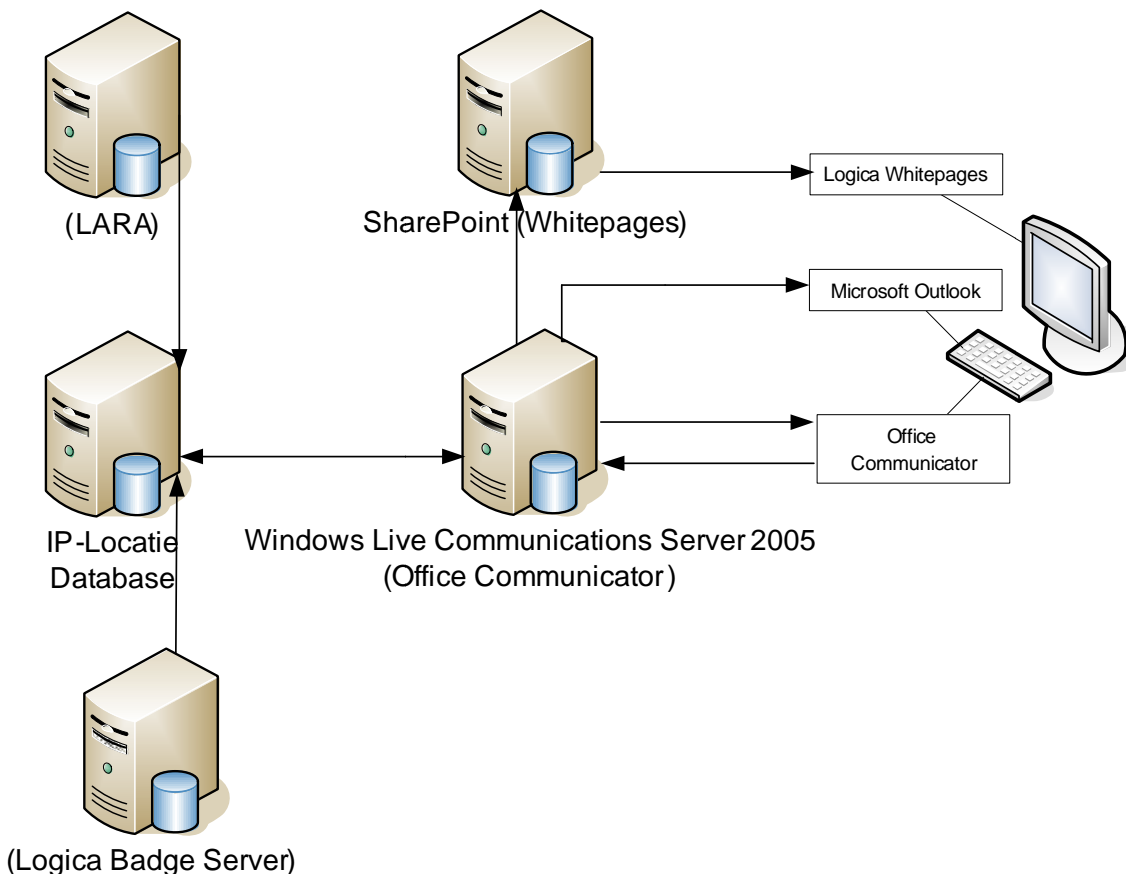 (LARA)
SharePoint (Whitepages)
Logica Whitepages
Microsoft Outlook
Office
Communicator
IP-Locatie
Database
Windows Live Communications Server 2005
(Office Communicator)
(Logica Badge Server)